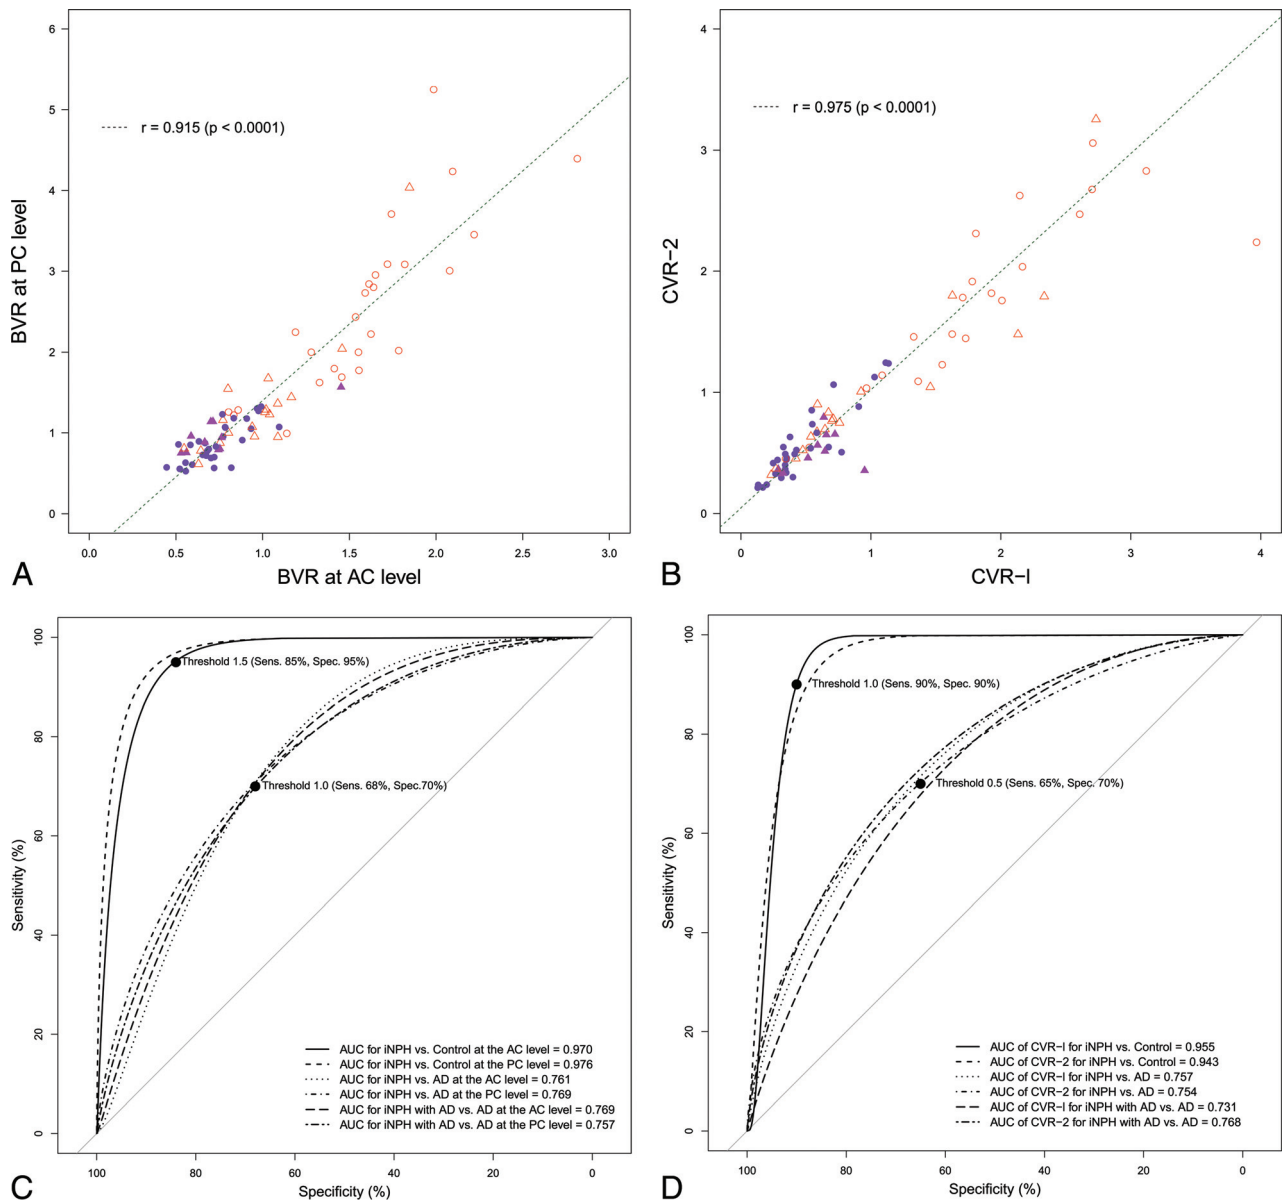 6
5
4
3
2
1
0
BVR at PC level
r = 0.915 (p < 0.0001)
0.0 0.5 1.0 1.5 2.0 2.5 3.0
BVR at AC level
A
4
3
2
1
0
CVR-2
r = 0.975 (p < 0.0001)
0 1 2 3 4
CVR-I
B
100
80
60
40
20
0
Sensitivity (%)
Threshold 1.5 (Sens. 85%, Spec. 95%)
Threshold 1.0 (Sens. 68%, Spec.70%)
AUC for iNPH vs. Control at the AC level = 0.970
AUC for iNPH vs. Control at the PC level = 0.976
AUC for iNPH vs. AD at the AC level = 0.761
AUC for iNPH vs. AD at the PC level = 0.769
AUC for iNPH with AD vs. AD at the AC level = 0.769
AUC for iNPH with AD vs. AD at the PC level = 0.757
100 80 60 40 20 0
Specificity (%)
C
100
80
60
40
20
0
Sensitivity (%)
Threshold 1.0 (Sens. 90%, Spec. 90%)
Threshold 0.5 (Sens. 65%, Spec. 70%)
AUC of CVR-I for iNPH vs. Control = 0.955
AUC of CVR-2 for iNPH vs. Control = 0.943
AUC of CVR-I for iNPH vs. AD = 0.757
AUC of CVR-2 for iNPH vs. AD = 0.754
AUC of CVR-I for iNPH with AD vs. AD = 0.731
AUC of CVR-2 for iNPH with AD vs. AD = 0.768
100 80 60 40 20 0
Specificity (%)
D